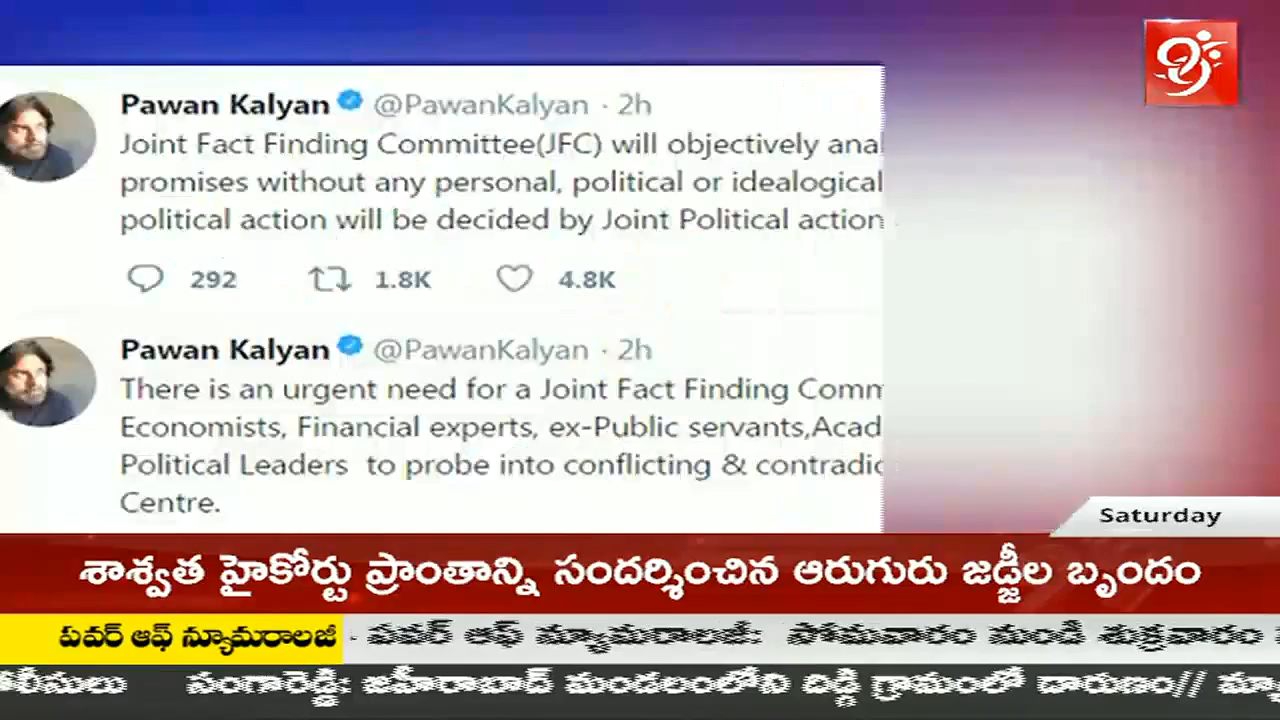 Pawan Kalyan @PawanKalyan · 2h
Joint Fact Finding Committee(JFC) will objectively anal
promises without any personal, political or idealogical
political action will be decided by Joint Political action
292 1.8K 4.8K
Pawan Kalyan @PawanKalyan · 2h
There is an urgent need for a Joint Fact Finding Comm
Economists, Financial experts, ex-Public servants,Acad
Political Leaders to probe into conflicting & contradic
Centre.
Saturday
శాశ్వత హైకోర్టు ప్రాంతాన్ని సందర్శించిన ఆరుగురు జడ్జీల బృందం
పవర్ ఆఫ్ న్యూమరాలజీ - పవర్ ఆఫ్ న్యూమరాలజీ: సోమవారం నుండి శుక్రవారం
సంగారెడ్డి: జహీరాబాద్ మండలంలోని దిడ్గి గ్రామంలో దారుణం//